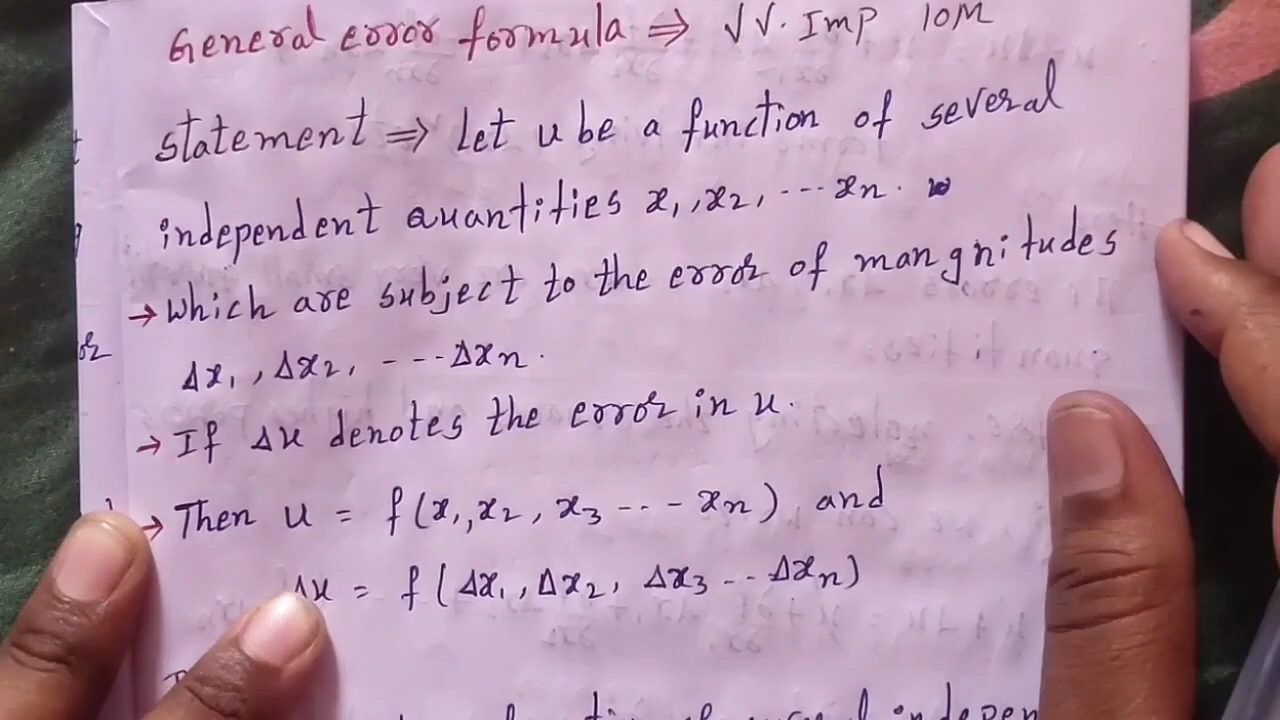 General error formula ⇒ √√. Imp 10M
statement ⇒ Let u be a function of several
independent quantities x₁, x₂, ---xn.
→ which are subject to the error of mangnitudes
Δx₁, Δx₂, ---Δxn.
→ If Δu denotes the error in u.
→ Then u = f(x₁, x₂, x₃---xn) and
Δu = f(Δx₁, Δx₂, Δx₃--Δxn)